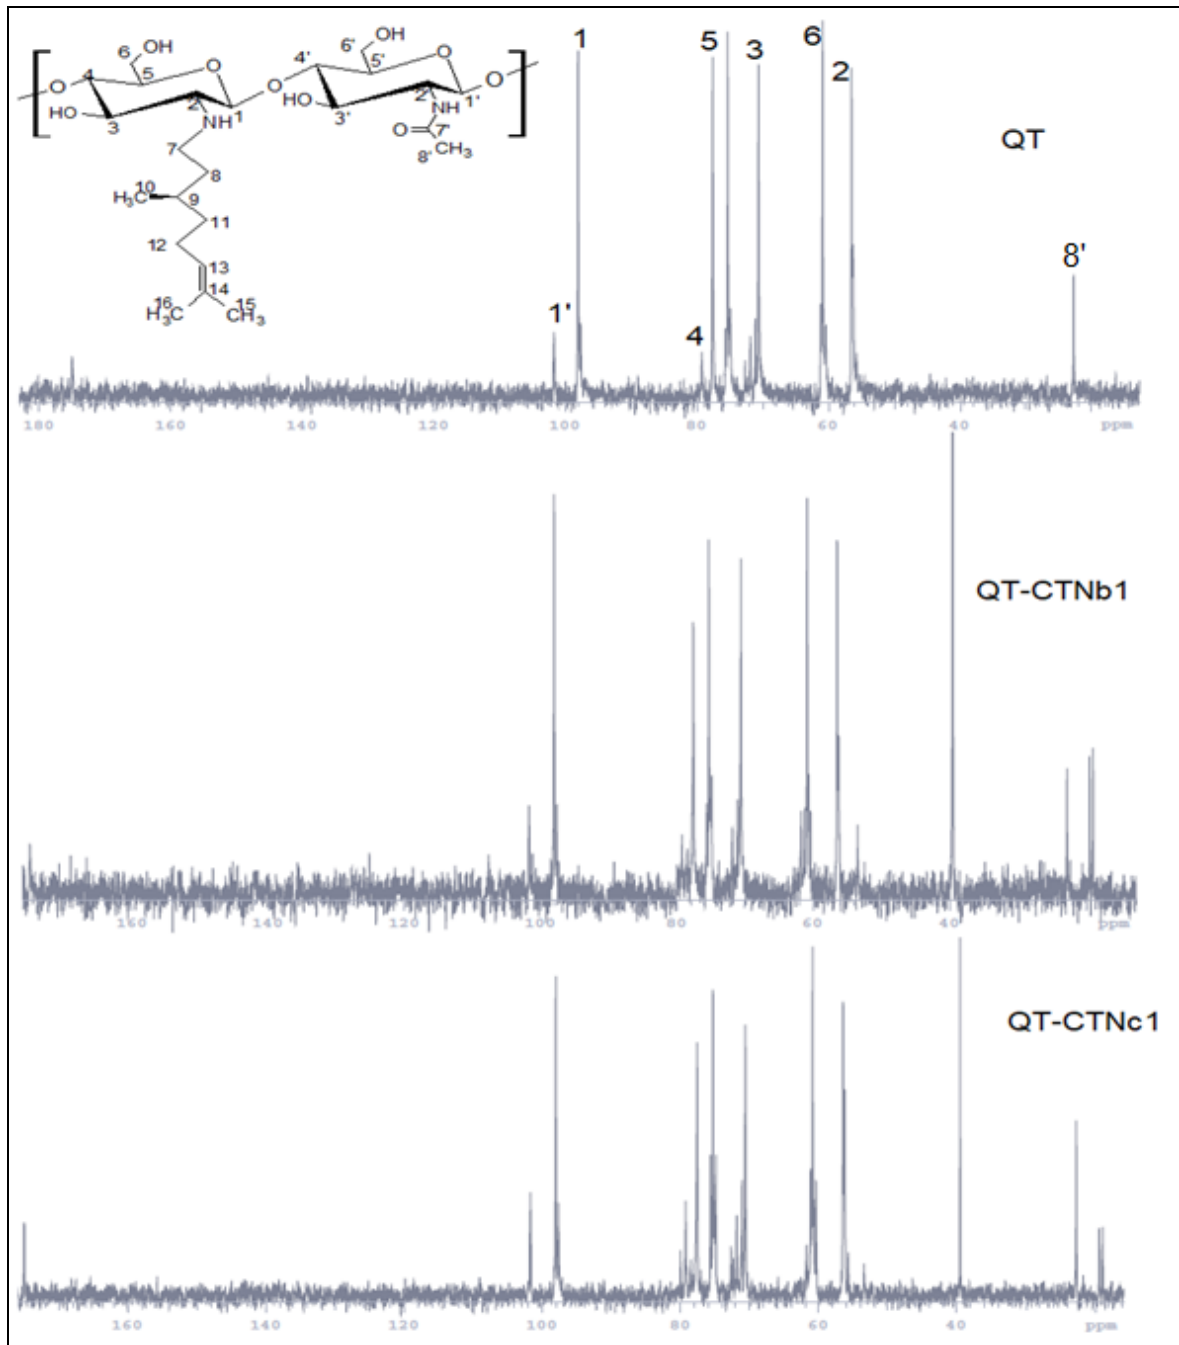 6 OH
4 5 O
O
HO 3 2 1
NH
7
8
10
H₃C 9
11
12
13
14
16 15
H₃C CH₃
6' OH
4' 5' O
O O
HO 3' 2' 1'
NH
O 7'
8' CH₃
1 5 3 6 2
1' 4 8'
QT
180 160 140 120 100 80 60 40 ppm
QT-CTNb1
160 140 120 100 80 60 40 ppm
QT-CTNc1
160 140 120 100 80 60 40 ppm